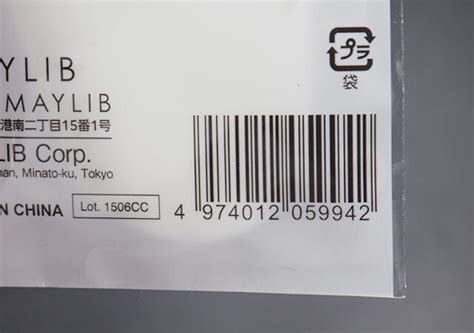 YLIB
MAYLIB
プラ
袋
港南二丁目15番1号
LIB Corp.
nan, Minato-ku, Tokyo
N CHINA
Lot. 1506CC
4 974012 059942